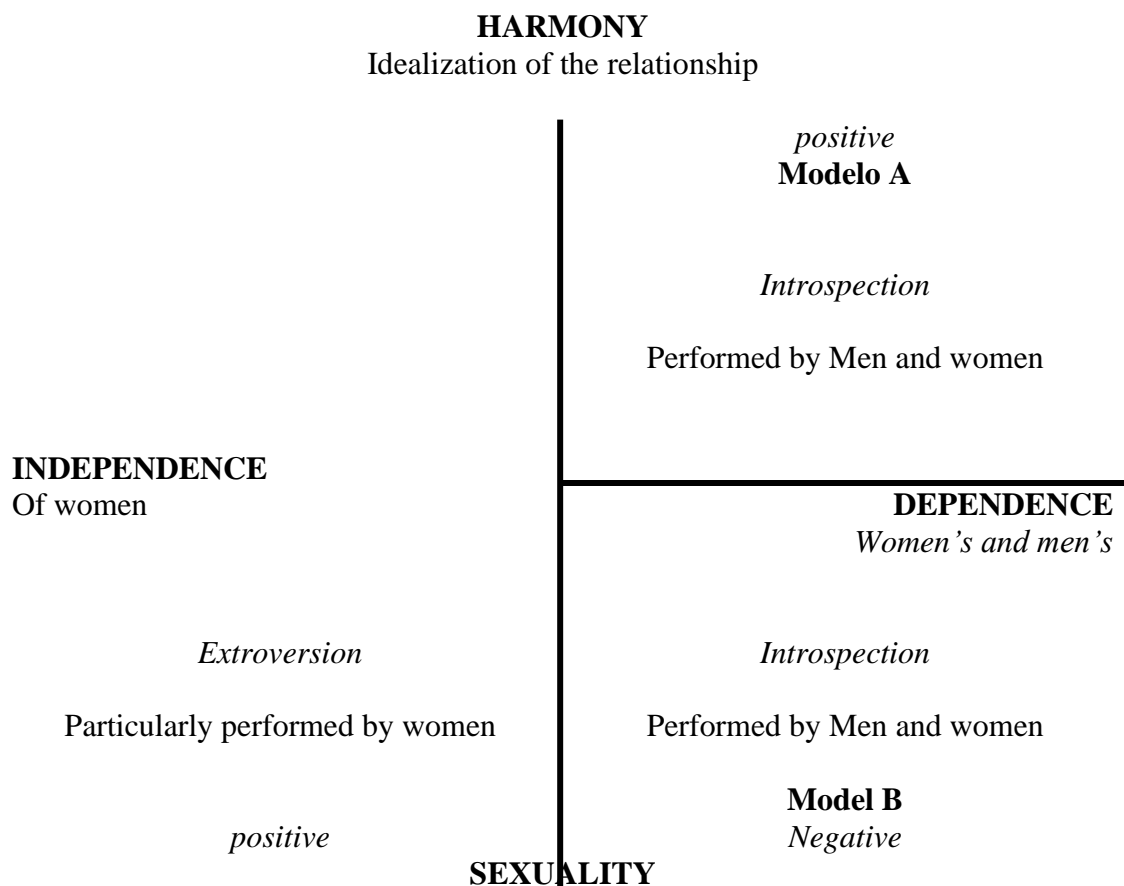 HARMONY
Idealization of the relationship
positive
Modelo A
Introspection
Performed by Men and women
INDEPENDENCE
Of women
DEPENDENCE
Women’s and men’s
Extroversion
Particularly performed by women
positive
Introspection
Performed by Men and women
Model B
Negative
SEXUALITY